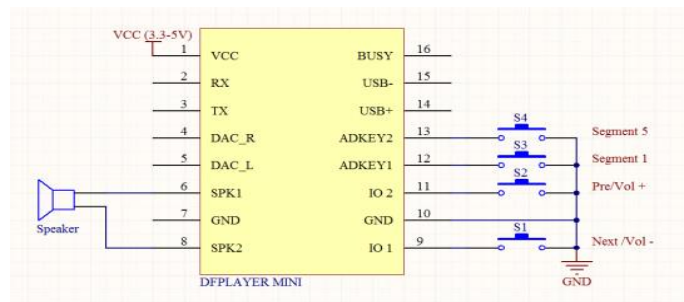 VCC (3.3-5V)
1 VCC BUSY 16
2 RX USB- 15
3 TX USB+ 14
4 DAC_R ADKEY2 13 S4 Segment 5
5 DAC_L ADKEY1 12 S3 Segment 1
6 SPK1 IO 2 11 S2 Pre/Vol +
7 GND GND 10
8 SPK2 IO 1 9 S1 Next /Vol -
Speaker
DFPLAYER MINI
GND